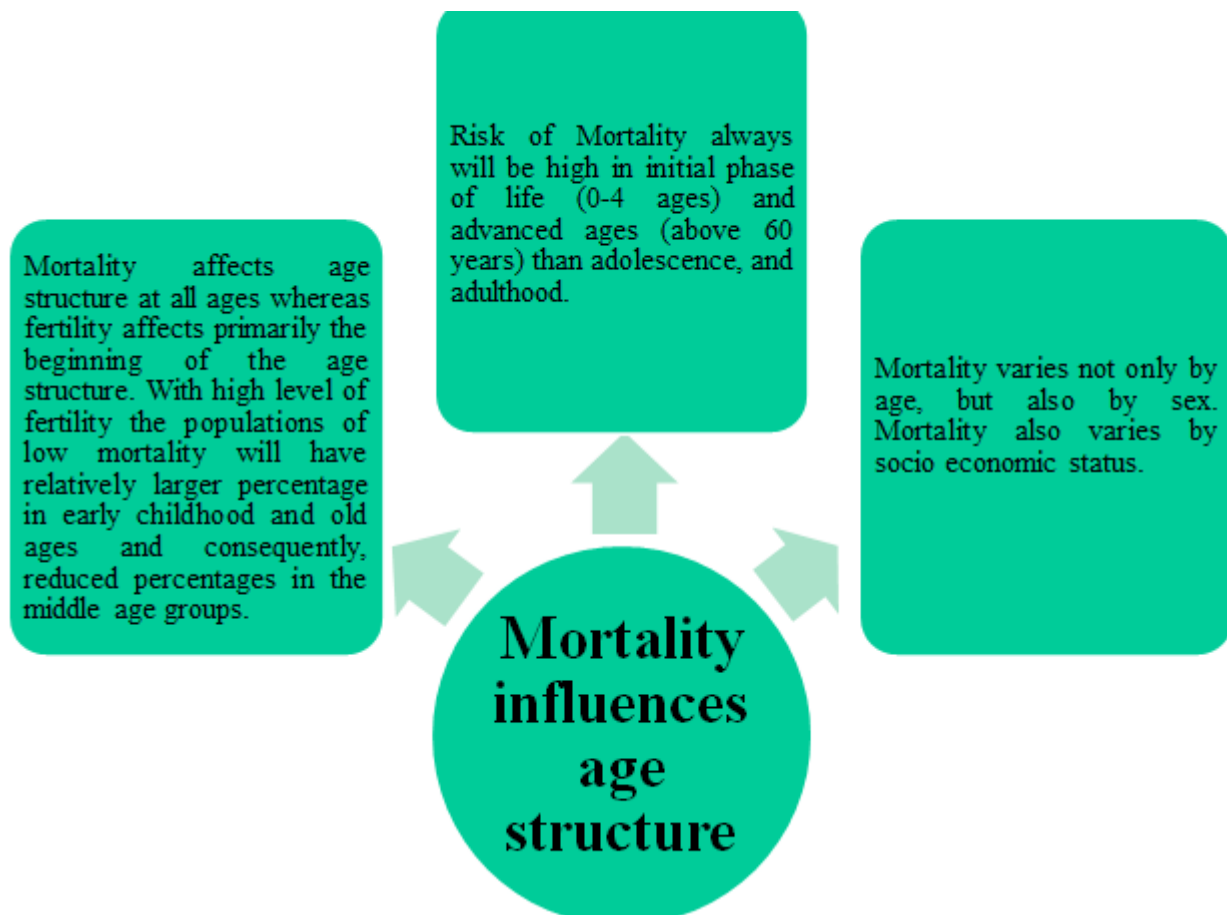 Risk of Mortality always
will be high in initial phase
of life (0-4 ages) and
advanced ages (above 60
years) than adolescence, and
adulthood.
Mortality affects age
structure at all ages whereas
fertility affects primarily the
beginning of the age
structure. With high level of
fertility the populations of
low mortality will have
relatively larger percentage
in early childhood and old
ages and consequently,
reduced percentages in the
middle age groups.
Mortality varies not only by
age, but also by sex.
Mortality also varies by
socio economic status.
Mortality
influences
age
structure